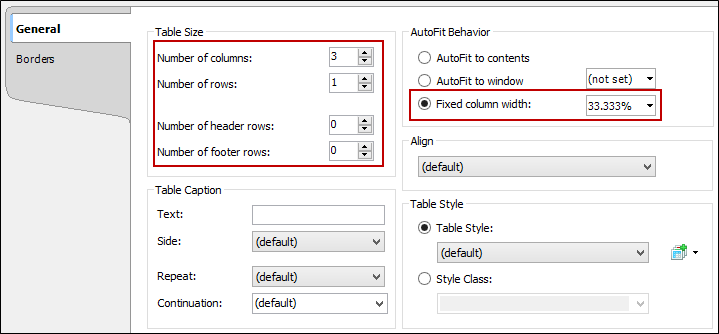 General
Borders
Table Size
Number of columns: 3
Number of rows: 1
Number of header rows: 0
Number of footer rows: 0
Table Caption
Text:
Side: (default)
Repeat: (default)
Continuation: (default)
AutoFit Behavior
AutoFit to contents
AutoFit to window (not set)
Fixed column width: 33.333%
Align
(default)
Table Style
Table Style:
(default)
Style Class: